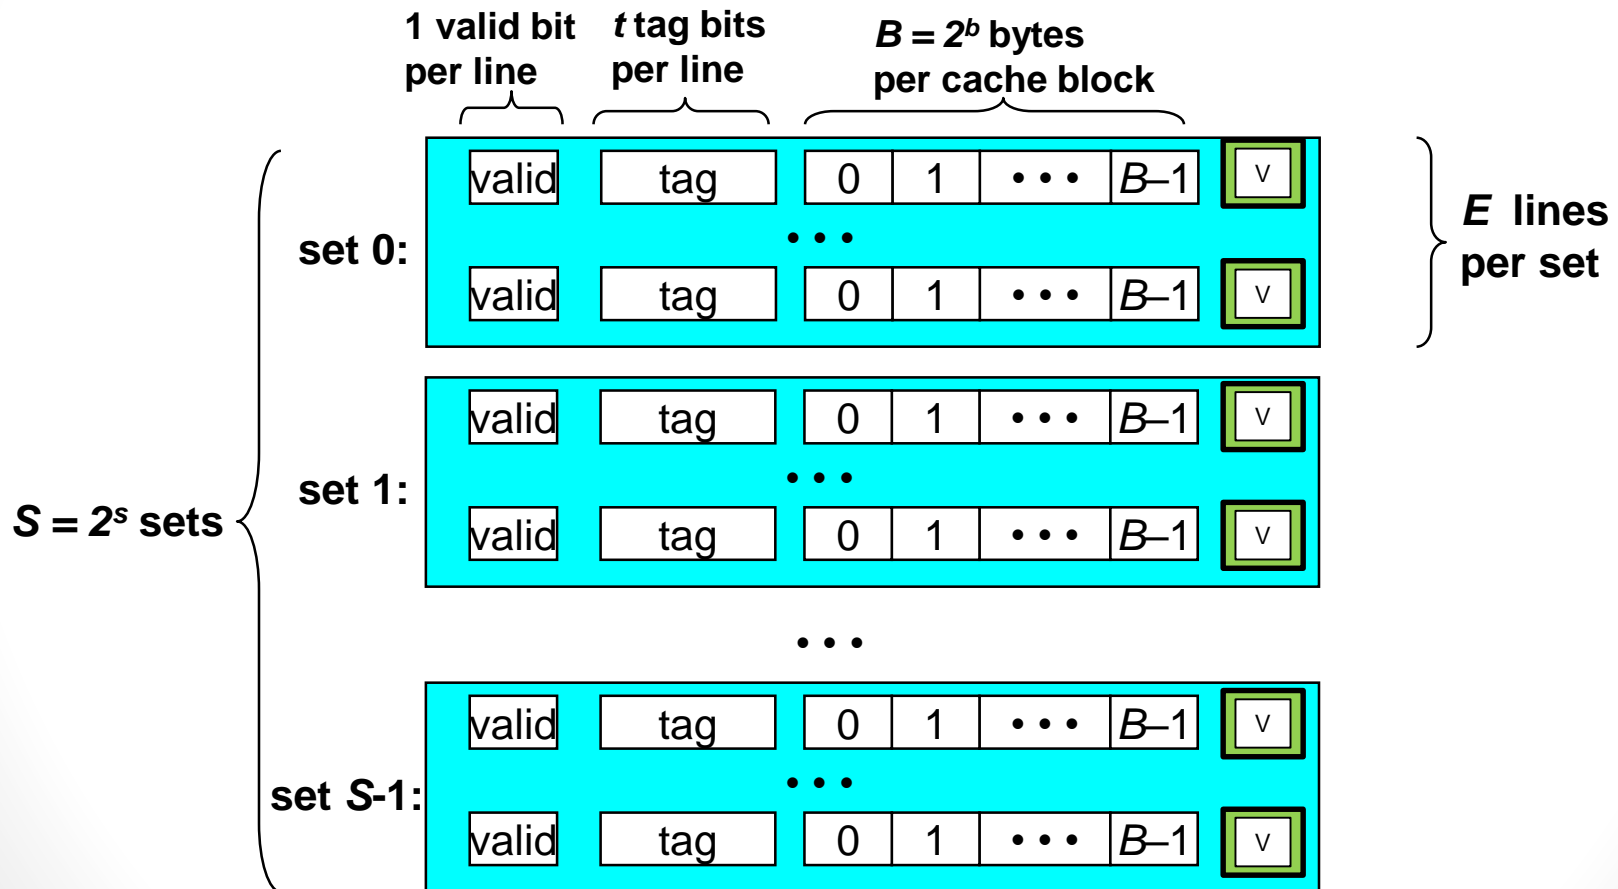 1 valid bit
per line
t tag bits
per line
B = 2ᵇ bytes
per cache block
valid tag 0 1 • • • B–1 V
• • •
set 0:
valid tag 0 1 • • • B–1 V
E lines
per set
valid tag 0 1 • • • B–1 V
• • •
set 1:
valid tag 0 1 • • • B–1 V
S = 2ˢ sets
• • •
valid tag 0 1 • • • B–1 V
• • •
set S-1:
valid tag 0 1 • • • B–1 V